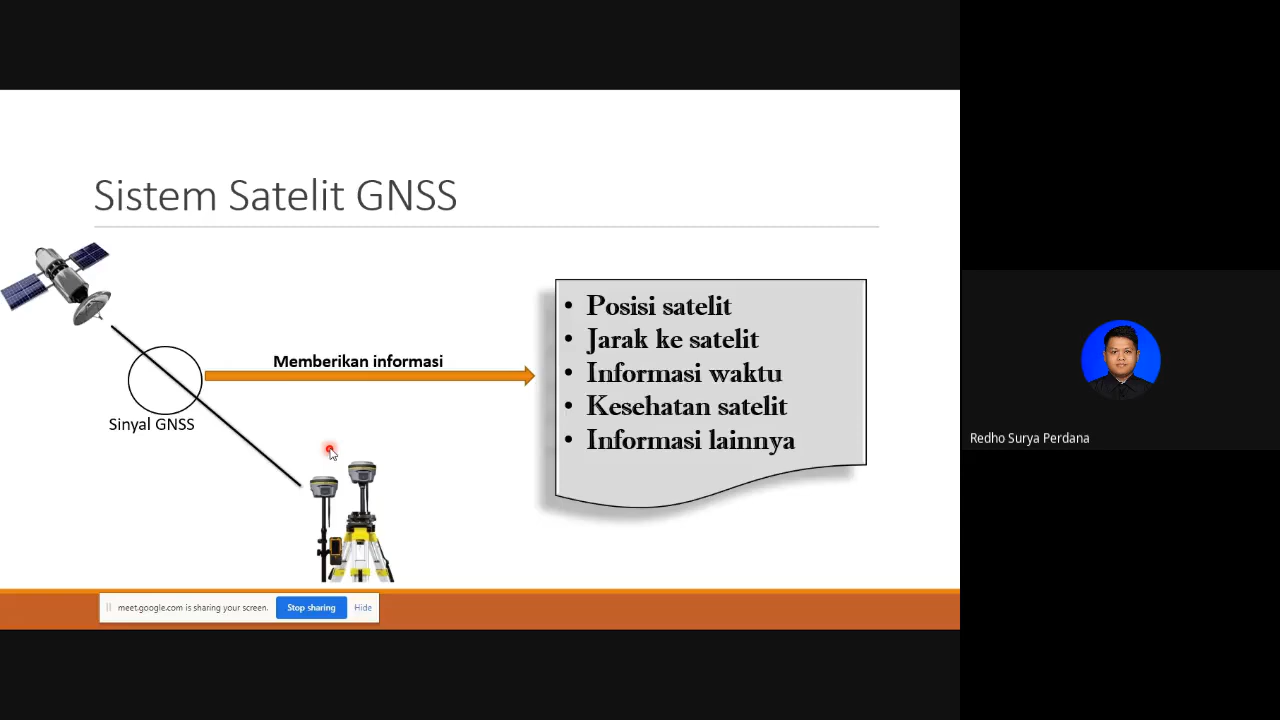 Sistem Satelit GNSS
Memberikan informasi
Sinyal GNSS
• Posisi satelit
• Jarak ke satelit
• Informasi waktu
• Kesehatan satelit
• Informasi lainnya
meet.google.com is sharing your screen.
Stop sharing
Hide
Redho Surya Perdana